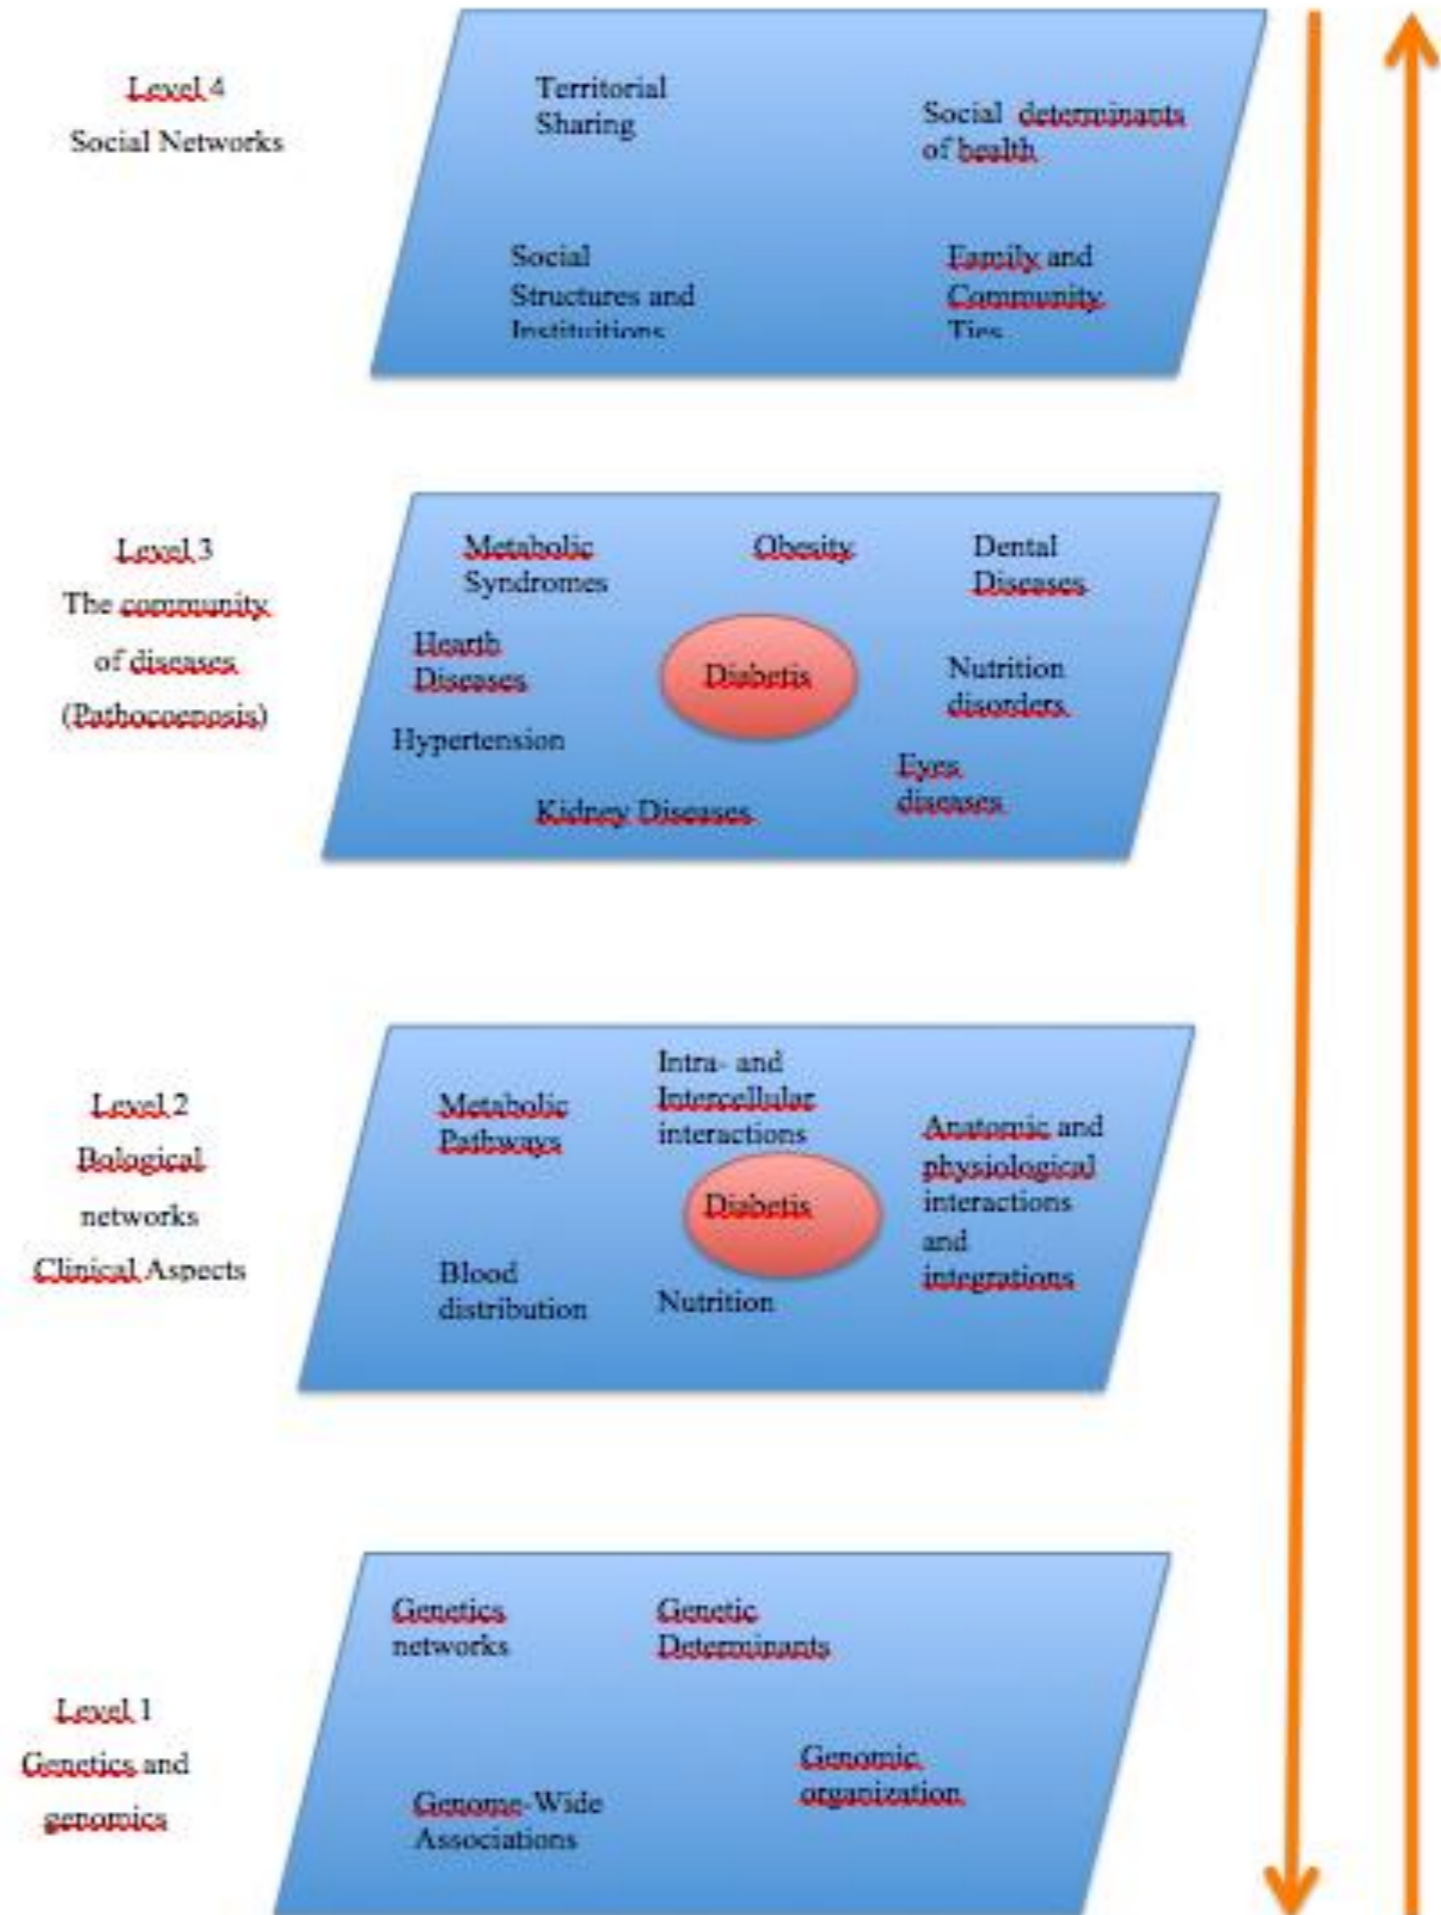 Level 4
Social Networks
Territorial
Sharing
Social determinants
of health
Social
Structures and
Instituitions
Family and
Community
Ties
Level 3
The community
of diseases
(Pathocoenosis)
Metabolic
Syndromes
Obesity
Dental
Diseases
Hearth
Diseases
Diabetis
Nutrition
disorders
Hypertension
Eyes
diseases
Kidney Diseases
Level 2
Bological
networks
Clinical Aspects
Metabolic
Pathways
Intra- and
Intercellular
interactions
Anatomic and
physiological
interactions
and
integrations
Diabetis
Blood
distribution
Nutrition
Level 1
Genetics and
genomics
Genetics
networks
Genetic
Determinants
Genomic
organization
Genome-Wide
Associations